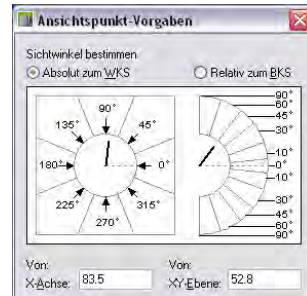 Ansichtspunkt-Vorgaben
Sichtwinkel bestimmen
Absolut zum WKS
Relativ zum BKS
90°
135°
45°
180°
0°
225°
315°
270°
90°
60°
45°
30°
10°
0°
10°
30°
45°
60°
90°
Von:
X-Achse: 83.5
Von:
XY-Ebene: 52.8